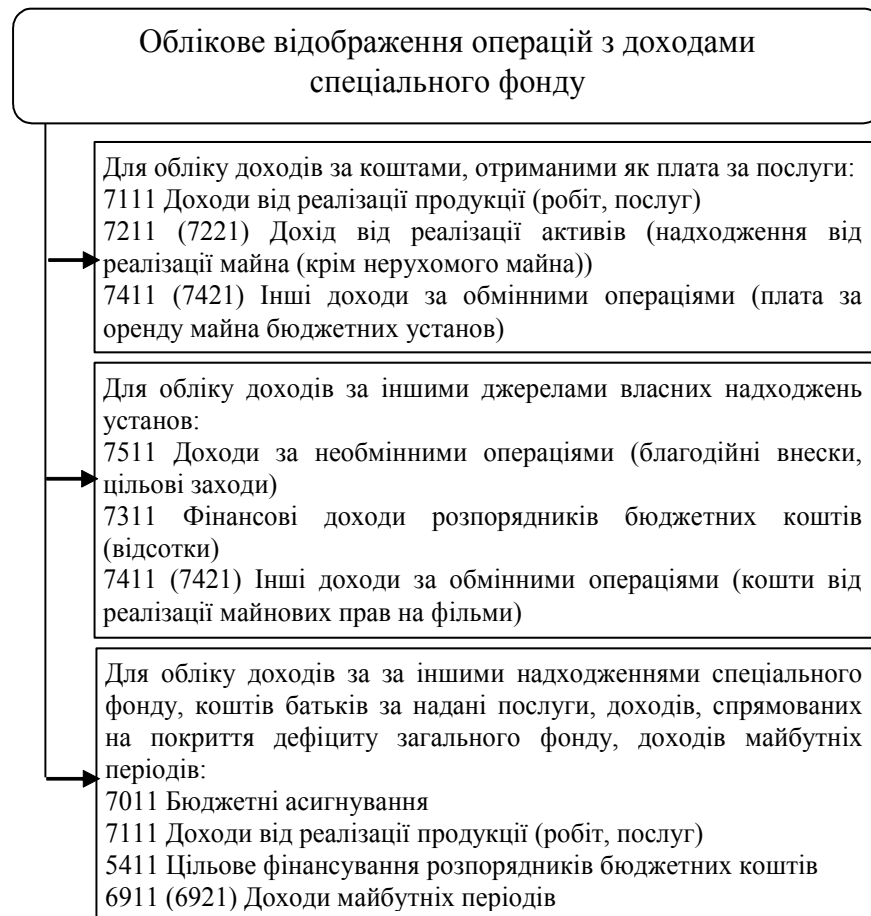 Облікове відображення операцій з доходами
спеціального фонду
Для обліку доходів за коштами, отриманими як плата за послуги:
7111 Доходи від реалізації продукції (робіт, послуг)
7211 (7221) Дохід від реалізації активів (надходження від
реалізації майна (крім нерухомого майна))
7411 (7421) Інші доходи за обмінними операціями (плата за
оренду майна бюджетних установ)
Для обліку доходів за іншими джерелами власних надходжень
установ:
7511 Доходи за необмінними операціями (благодійні внески,
цільові заходи)
7311 Фінансові доходи розпорядників бюджетних коштів
(відсотки)
7411 (7421) Інші доходи за обмінними операціями (кошти від
реалізації майнових прав на фільми)
Для обліку доходів за за іншими надходженнями спеціального
фонду, коштів батьків за надані послуги, доходів, спрямованих
на покриття дефіциту загального фонду, доходів майбутніх
періодів:
7011 Бюджетні асигнування
7111 Доходи від реалізації продукції (робіт, послуг)
5411 Цільове фінансування розпорядників бюджетних коштів
6911 (6921) Доходи майбутніх періодів